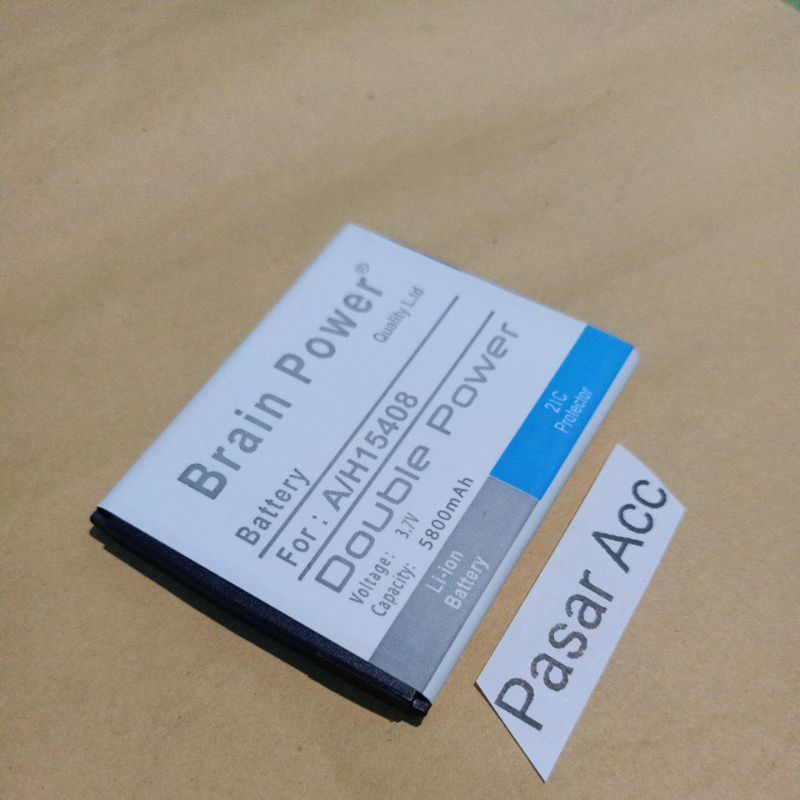 Brain Power®
Quality L.td
Battery
For : A/H15408
Double Power
Voltage : 3.7V
Capacity: 5800mAh
Li-ion
Battery
2IC
Protector
Pasar Acc